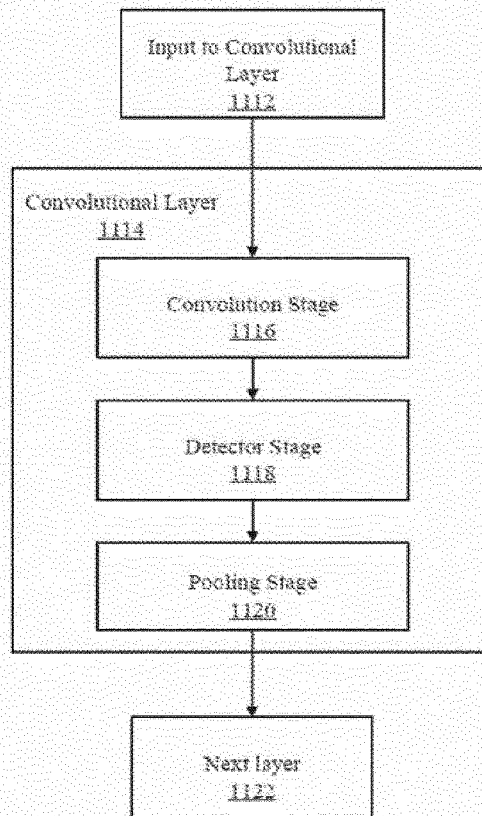 Input to Convolutional
Layer
1112
Convolutional Layer
1114
Convolution Stage
1116
Detector Stage
1118
Pooling Stage
1120
Next layer
1122